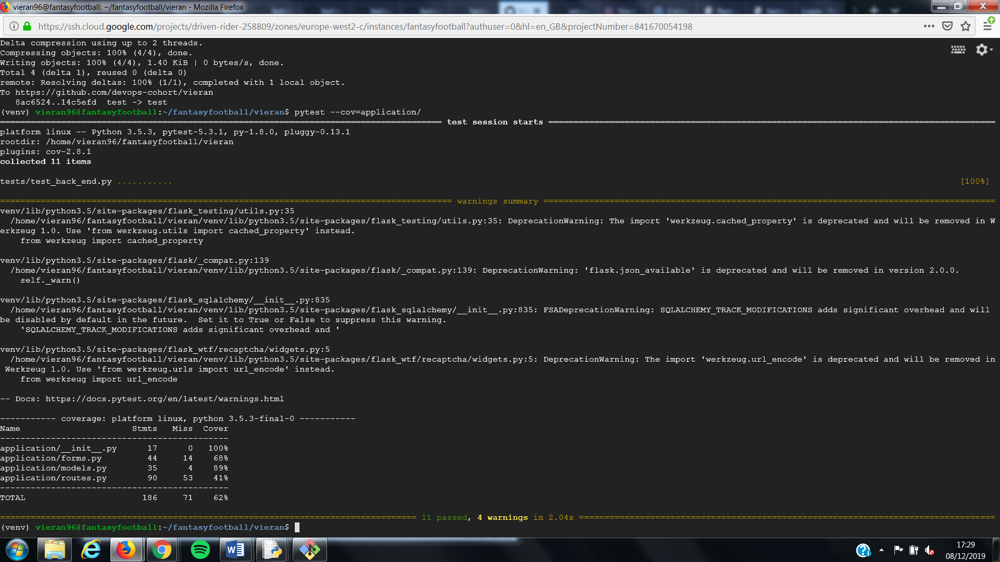 vieran96@fantasyfootball: ~/fantasyfootball/vieran - Mozilla Firefox
https://ssh.cloud.google.com/projects/driven-rider-258809/zones/europe-west2-c/instances/fantasyfootball?authuser=0&hl=en_GB&projectNumber=841670054198
Delta compression using up to 2 threads.
Compressing objects: 100% (4/4), done.
Writing objects: 100% (4/4), 1.40 KiB | 0 bytes/s, done.
Total 4 (delta 1), reused 0 (delta 0)
remote: Resolving deltas: 100% (1/1), completed with 1 local object.
To https://github.com/devops-cohort/vieran
   8ac6524..14c5efd  test -> test
(venv) vieran96@fantasyfootball:~/fantasyfootball/vieran$ pytest --cov=application/
======== test session starts ========
platform linux -- Python 3.5.3, pytest-5.3.1, py-1.8.0, pluggy-0.13.1
rootdir: /home/vieran96/fantasyfootball/vieran
plugins: cov-2.8.1
collected 11 items
tests/test_back_end.py ........... [100%]
======== warnings summary ========
venv/lib/python3.5/site-packages/flask_testing/utils.py:35
  /home/vieran96/fantasyfootball/vieran/venv/lib/python3.5/site-packages/flask_testing/utils.py:35: DeprecationWarning: The import 'werkzeug.cached_property' is deprecated and will be removed in W
erkzeug 1.0. Use 'from werkzeug.utils import cached_property' instead.
    from werkzeug import cached_property
venv/lib/python3.5/site-packages/flask/_compat.py:139
  /home/vieran96/fantasyfootball/vieran/venv/lib/python3.5/site-packages/flask/_compat.py:139: DeprecationWarning: 'flask.json_available' is deprecated and will be removed in version 2.0.0.
    self._warn()
venv/lib/python3.5/site-packages/flask_sqlalchemy/__init__.py:835
  /home/vieran96/fantasyfootball/vieran/venv/lib/python3.5/site-packages/flask_sqlalchemy/__init__.py:835: FSADeprecationWarning: SQLALCHEMY_TRACK_MODIFICATIONS adds significant overhead and will
be disabled by default in the future.  Set it to True or False to suppress this warning.
    'SQLALCHEMY_TRACK_MODIFICATIONS adds significant overhead and '
venv/lib/python3.5/site-packages/flask_wtf/recaptcha/widgets.py:5
  /home/vieran96/fantasyfootball/vieran/venv/lib/python3.5/site-packages/flask_wtf/recaptcha/widgets.py:5: DeprecationWarning: The import 'werkzeug.url_encode' is deprecated and will be removed in
 Werkzeug 1.0. Use 'from werkzeug.urls import url_encode' instead.
    from werkzeug import url_encode
-- Docs: https://docs.pytest.org/en/latest/warnings.html
----------- coverage: platform linux, python 3.5.3-final-0 -----------
Name                      Stmts   Miss  Cover
---------------------------------------------
application/__init__.py      17      0   100%
application/forms.py         44     14    68%
application/models.py        35      4    89%
application/routes.py        90     53    41%
---------------------------------------------
TOTAL                       186     71    62%
======== 11 passed, 4 warnings in 2.04s ========
(venv) vieran96@fantasyfootball:~/fantasyfootball/vieran$
17:29
08/12/2019